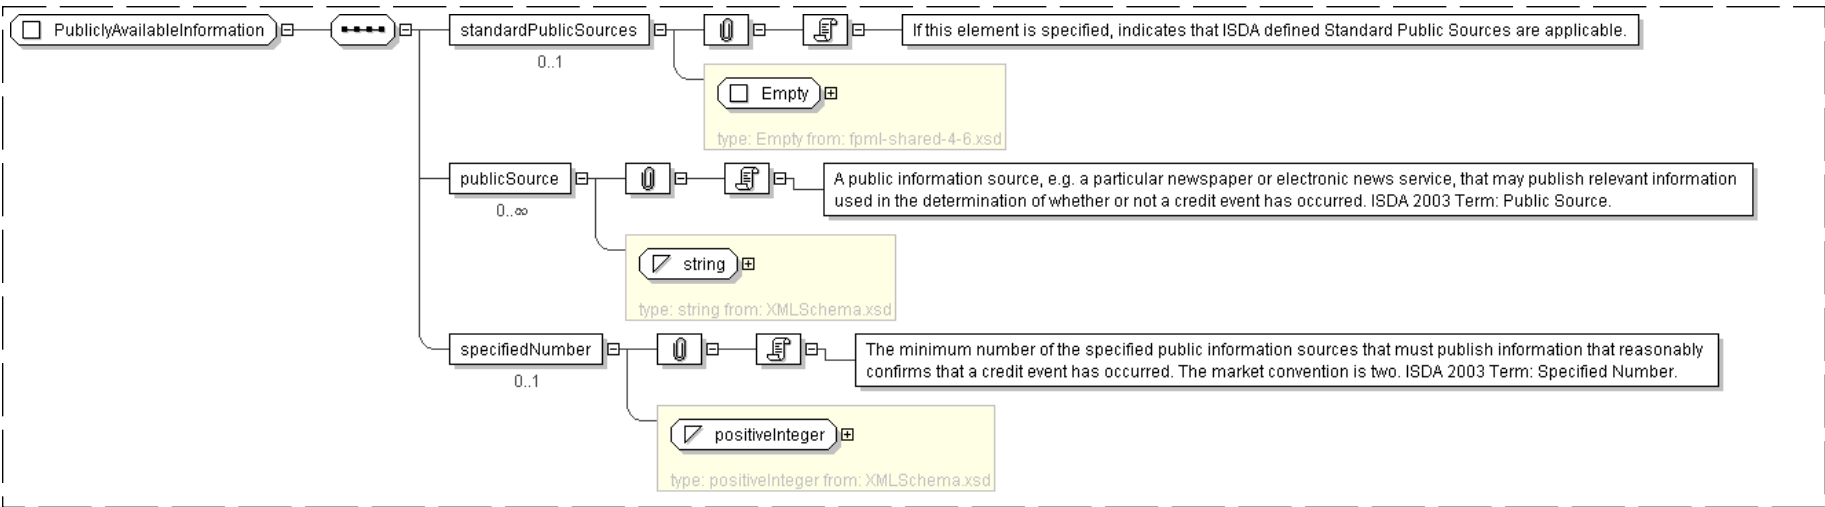 PubliclyAvailableInformation
standardPublicSources
If this element is specified, indicates that ISDA defined Standard Public Sources are applicable.
0..1
Empty
type: Empty from: fpml-shared-4-6.xsd
publicSource
A public information source, e.g. a particular newspaper or electronic news service, that may publish relevant information
used in the determination of whether or not a credit event has occurred. ISDA 2003 Term: Public Source.
0..∞
string
type: string from: XMLSchema.xsd
specifiedNumber
The minimum number of the specified public information sources that must publish information that reasonably
confirms that a credit event has occurred. The market convention is two. ISDA 2003 Term: Specified Number.
0..1
positiveInteger
type: positiveInteger from: XMLSchema.xsd